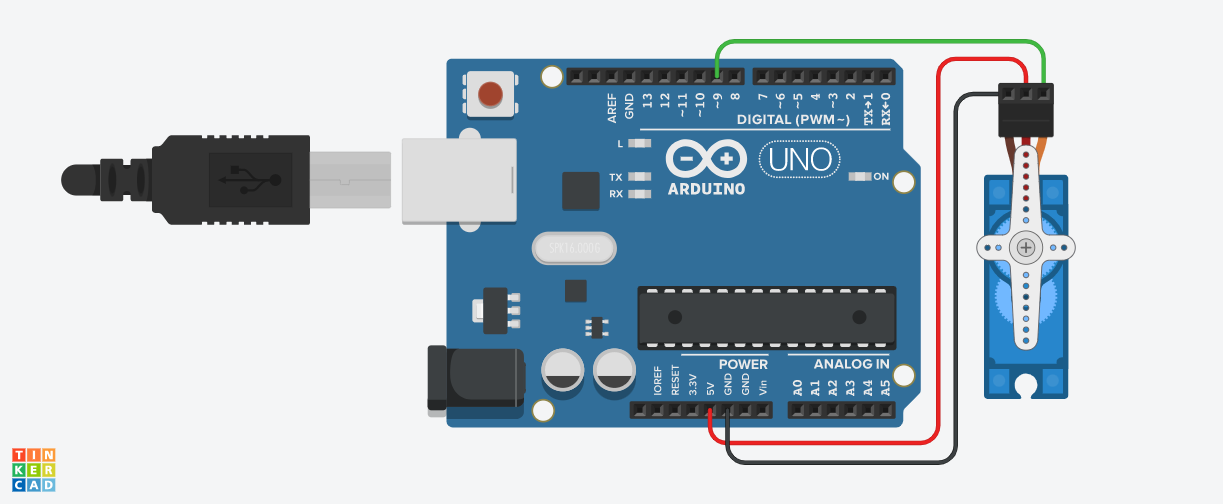 AREF
GND
13
12
~11
~10
~9
8
7
~6
~5
4
~3
2
TX→1
RX←0
DIGITAL (PWM~)
L
TX
RX
ARDUINO
UNO
ON
SPK16.000G
POWER
ANALOG IN
IOREF
RESET
3.3V
5V
GND
GND
Vin
A0
A1
A2
A3
A4
A5
TIN
KER
CAD